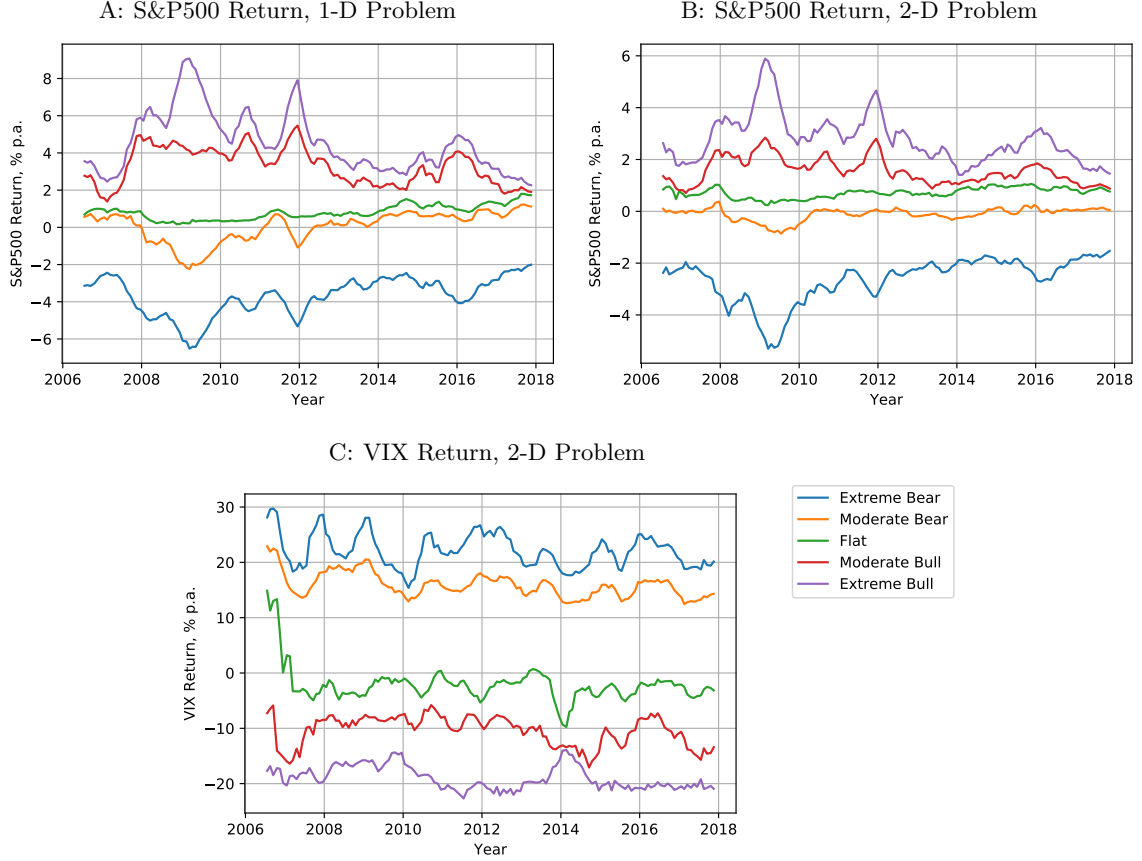 A: S&P500 Return, 1-D Problem
S&P500 Return, % p.a.
8
6
4
2
0
−2
−4
−6
2006 2008 2010 2012 2014 2016 2018
Year
B: S&P500 Return, 2-D Problem
S&P500 Return, % p.a.
6
4
2
0
−2
−4
2006 2008 2010 2012 2014 2016 2018
Year
C: VIX Return, 2-D Problem
VIX Return, % p.a.
30
20
10
0
−10
−20
2006 2008 2010 2012 2014 2016 2018
Year
Extreme Bear
Moderate Bear
Flat
Moderate Bull
Extreme Bull